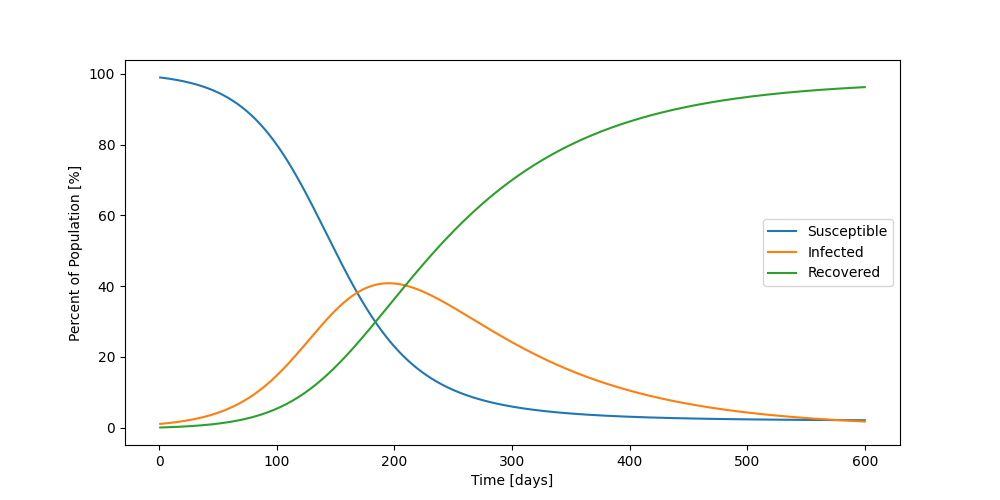 Percent of Population [%]
100
80
60
40
20
0
Susceptible
Infected
Recovered
0 100 200 300 400 500 600
Time [days]